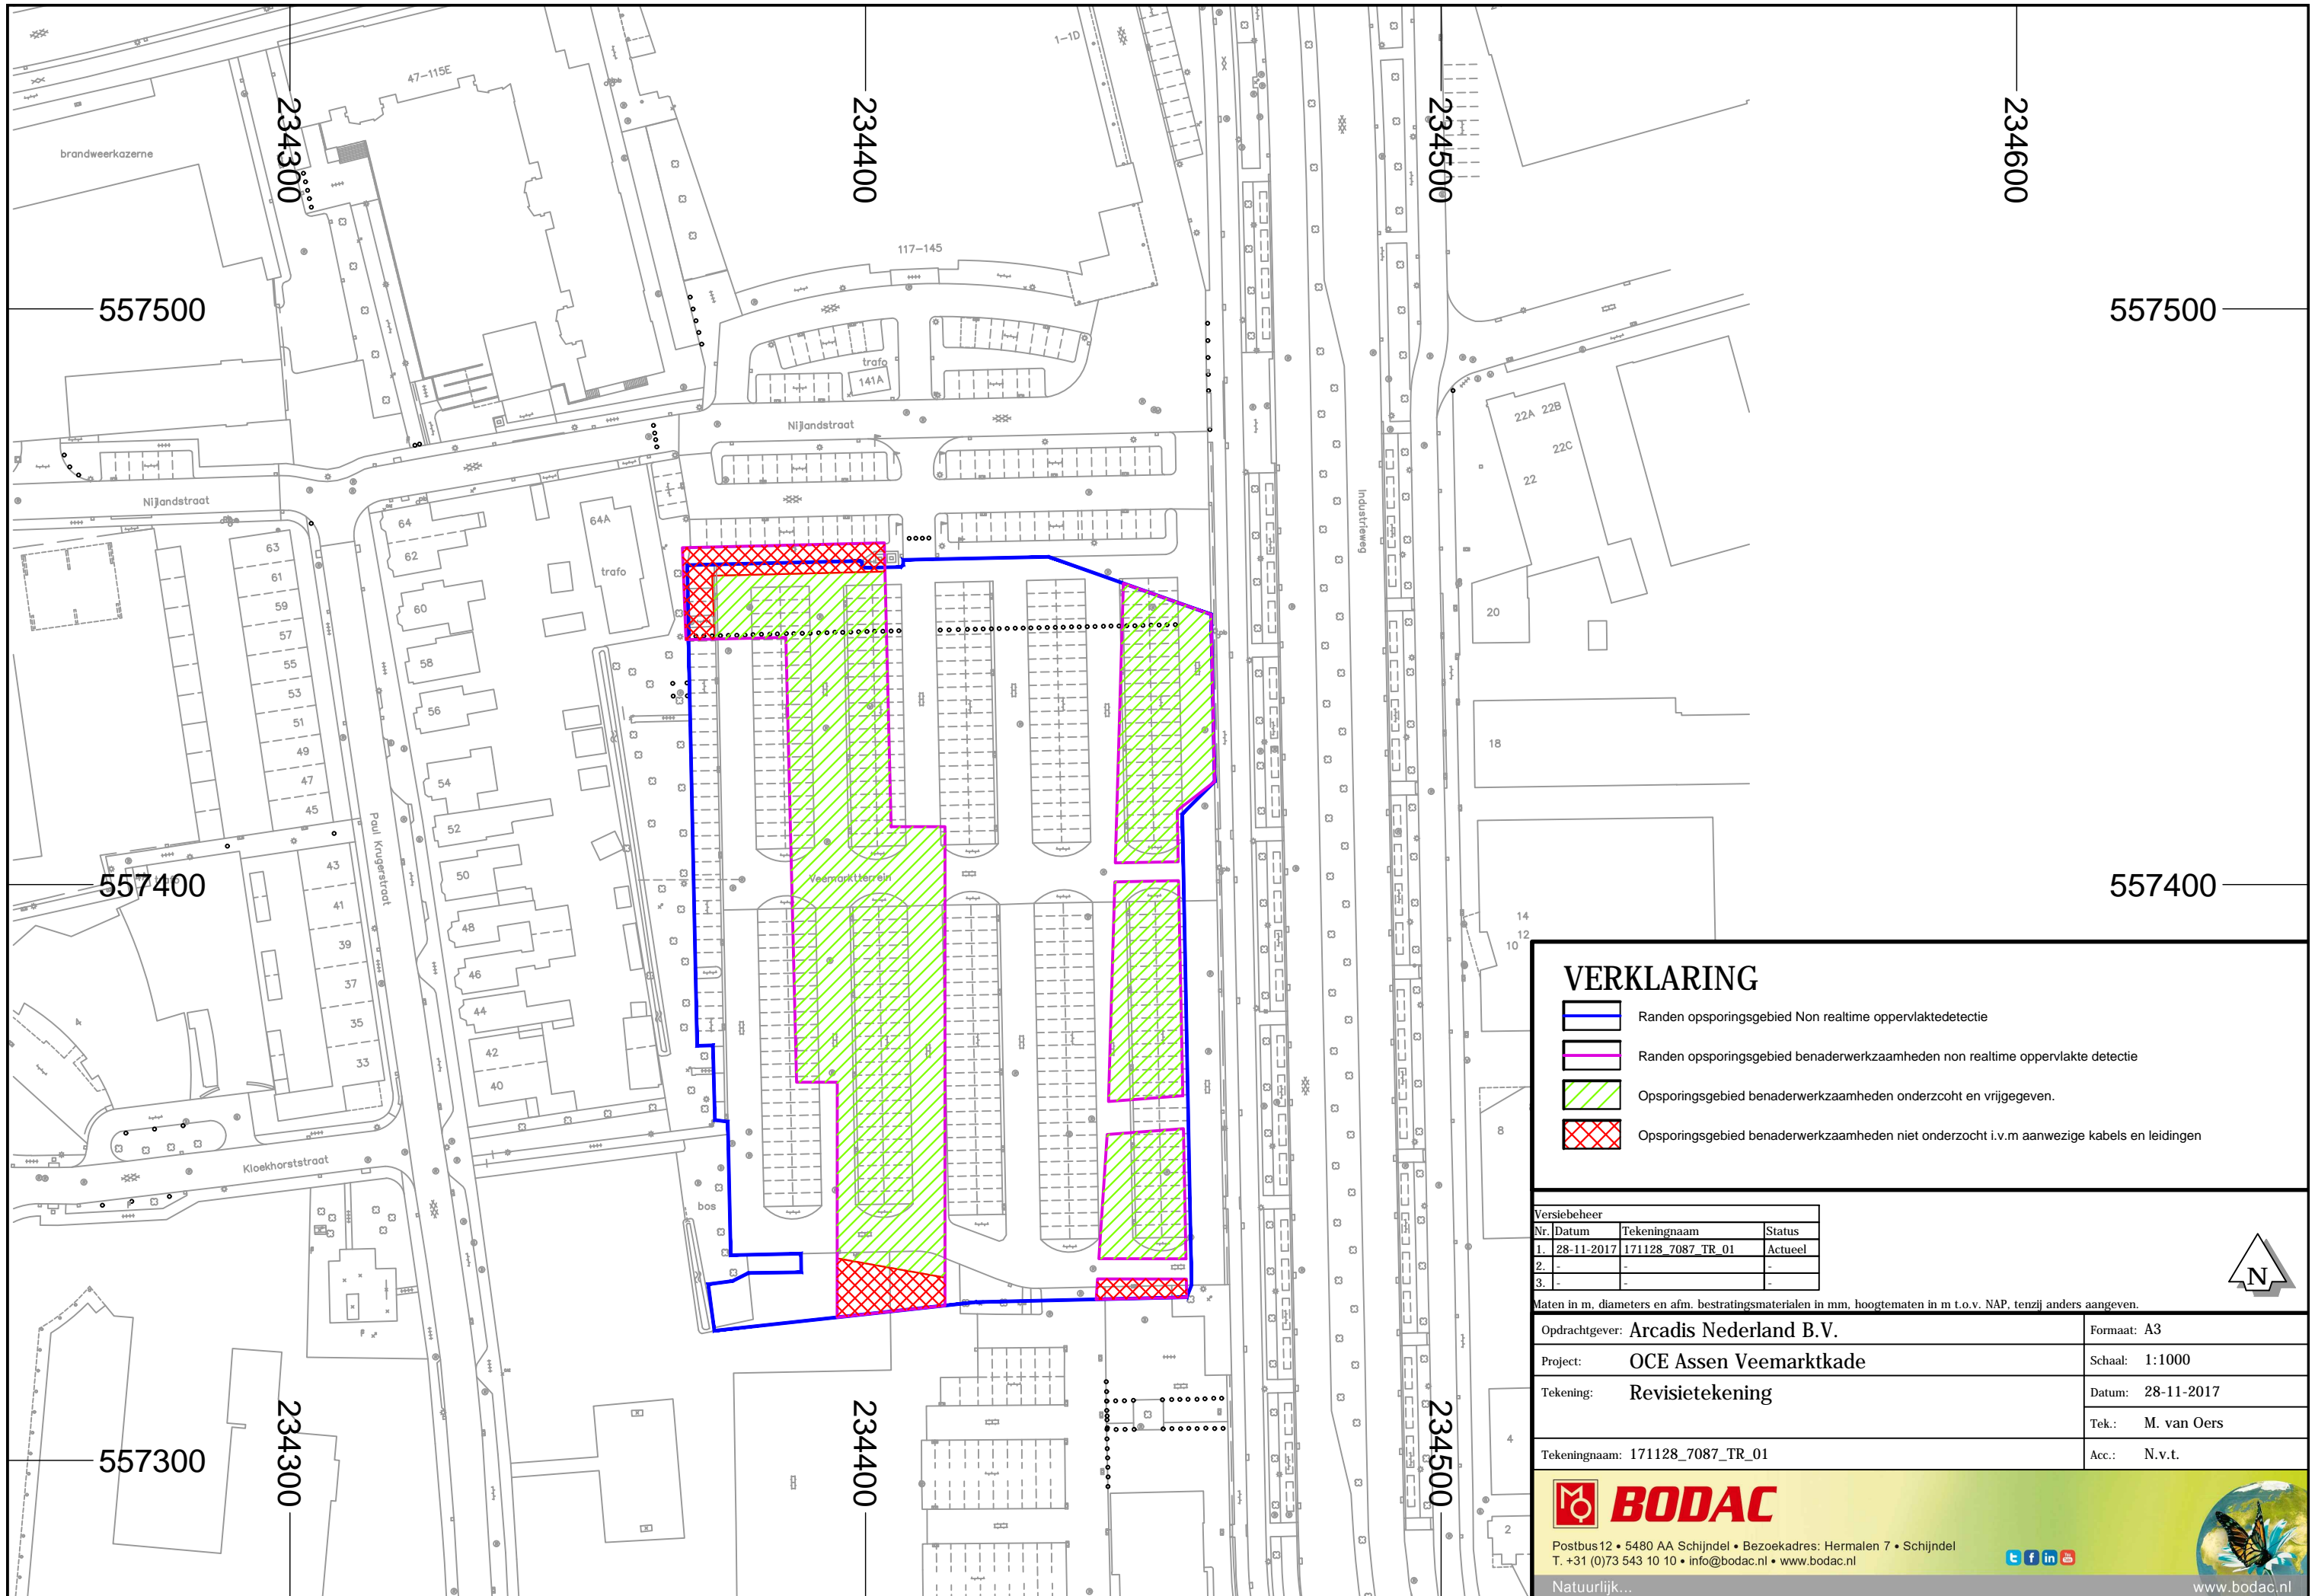 1-1D
47-115E
brandweerkazerne
234300
234400
234500
234600
117-145
557500
557500
trafo
141A
Nijlandstraat
22A 22B
22C
22
Nijlandstraat
Industrieweg
64
62
64A
63
61
59
57
55
53
51
49
47
45
60
58
56
54
52
50
48
46
44
42
40
trafo
20
18
Paul Krugerstraat
43
41
39
37
35
33
557400
557400
Veemarktterrein
14
12
10
8
4
2
Kloekhorststraat
bos
VERKLARING
Randen opsporingsgebied Non realtime oppervlaktedetectie
Randen opsporingsgebied benaderwerkzaamheden non realtime oppervlakte detectie
Opsporingsgebied benaderwerkzaamheden onderzcoht en vrijgegeven.
Opsporingsgebied benaderwerkzaamheden niet onderzocht i.v.m aanwezige kabels en leidingen
Versiebeheer
Nr. Datum Tekeningnaam Status
1. 28-11-2017 171128_7087_TR_01 Actueel
2. - - -
3. - - -
N
Maten in m, diameters en afm. bestratingsmaterialen in mm, hoogtematen in m t.o.v. NAP, tenzij anders aangeven.
Opdrachtgever: Arcadis Nederland B.V. Formaat: A3
Project: OCE Assen Veemarktkade Schaal: 1:1000
Tekening: Revisietekening Datum: 28-11-2017
Tek.: M. van Oers
Tekeningnaam: 171128_7087_TR_01 Acc.: N.v.t.
557300
234300
234400
234500
BODAC
Postbus12 • 5480 AA Schijndel • Bezoekadres: Hermalen 7 • Schijndel
T. +31 (0)73 543 10 10 • info@bodac.nl • www.bodac.nl
Natuurlijk...
www.bodac.nl